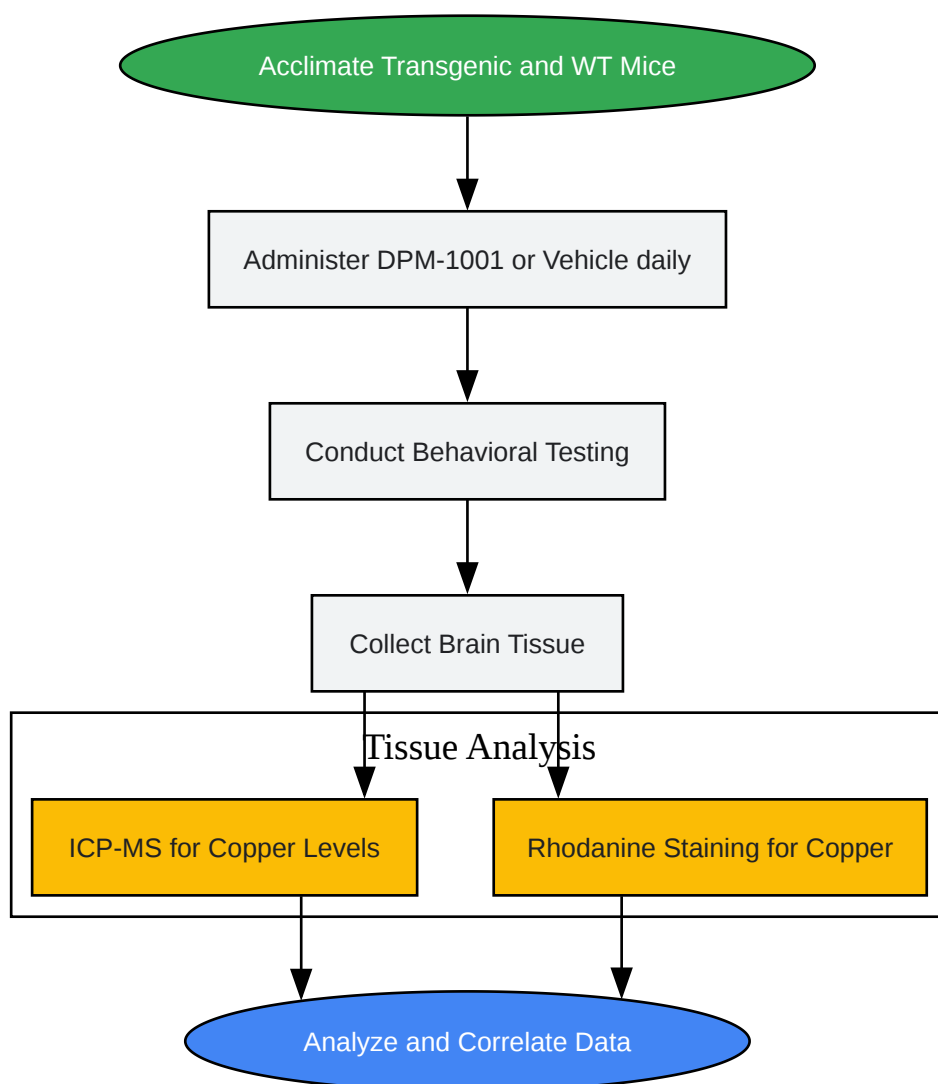 Acclimate Transgenic and WT Mice
Administer DPM-1001 or Vehicle daily
Conduct Behavioral Testing
Collect Brain Tissue
Tissue Analysis
ICP-MS for Copper Levels
Rhodanine Staining for Copper
Analyze and Correlate Data